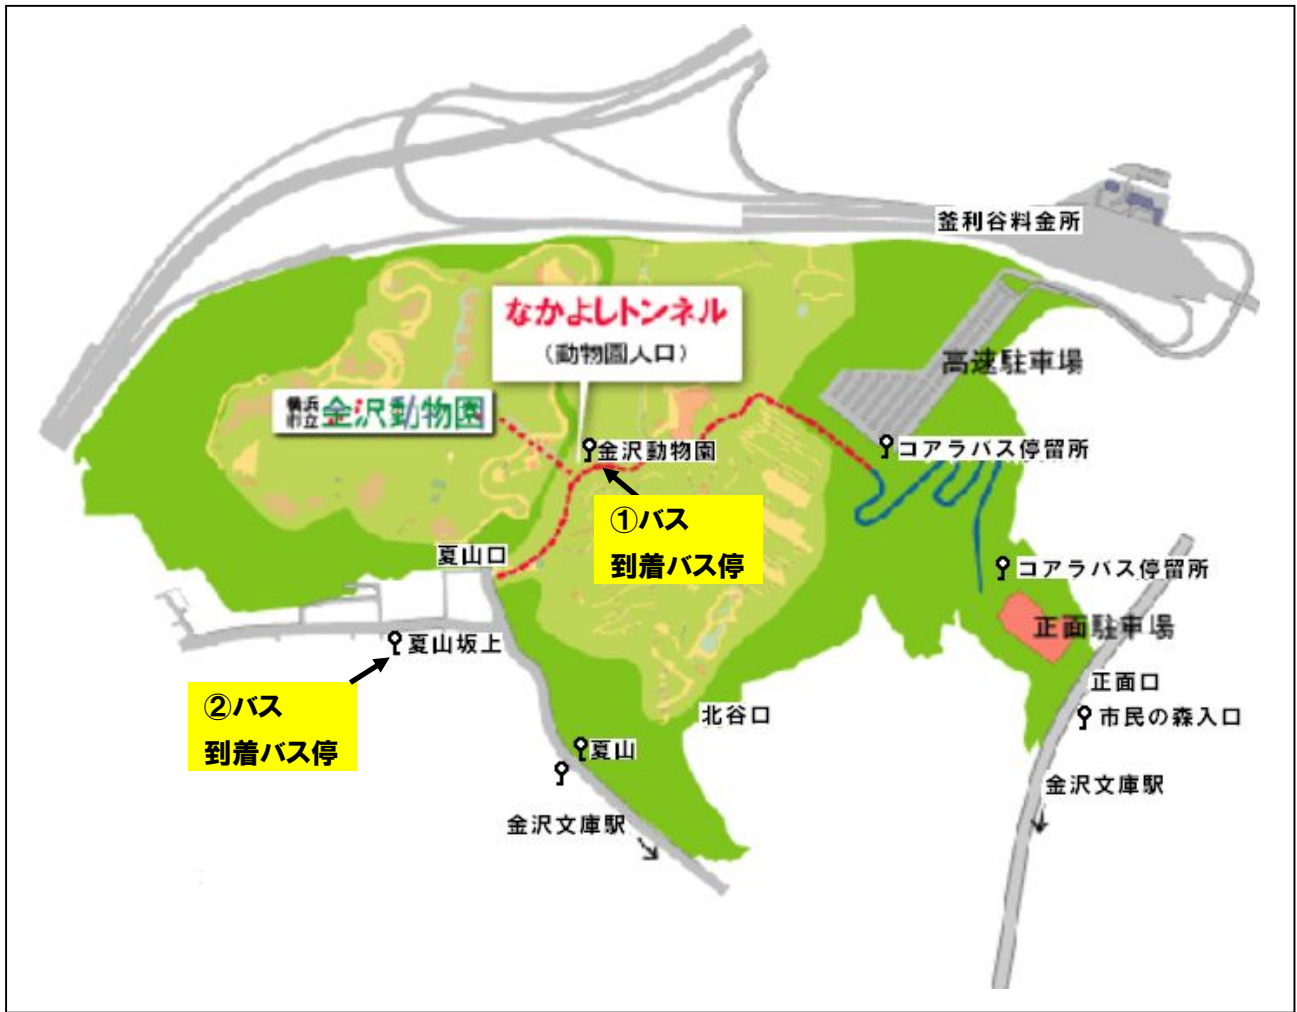 釜利谷料金所
なかよしトンネル
(動物園入口)
高速駐車場
横浜
市立 金沢動物園
金沢動物園
コアラバス停留所
①バス
到着バス停
夏山口
コアラバス停留所
正面駐車場
夏山坂上
②バス
到着バス停
正面口
北谷口
市民の森入口
夏山
金沢文庫駅
金沢文庫駅